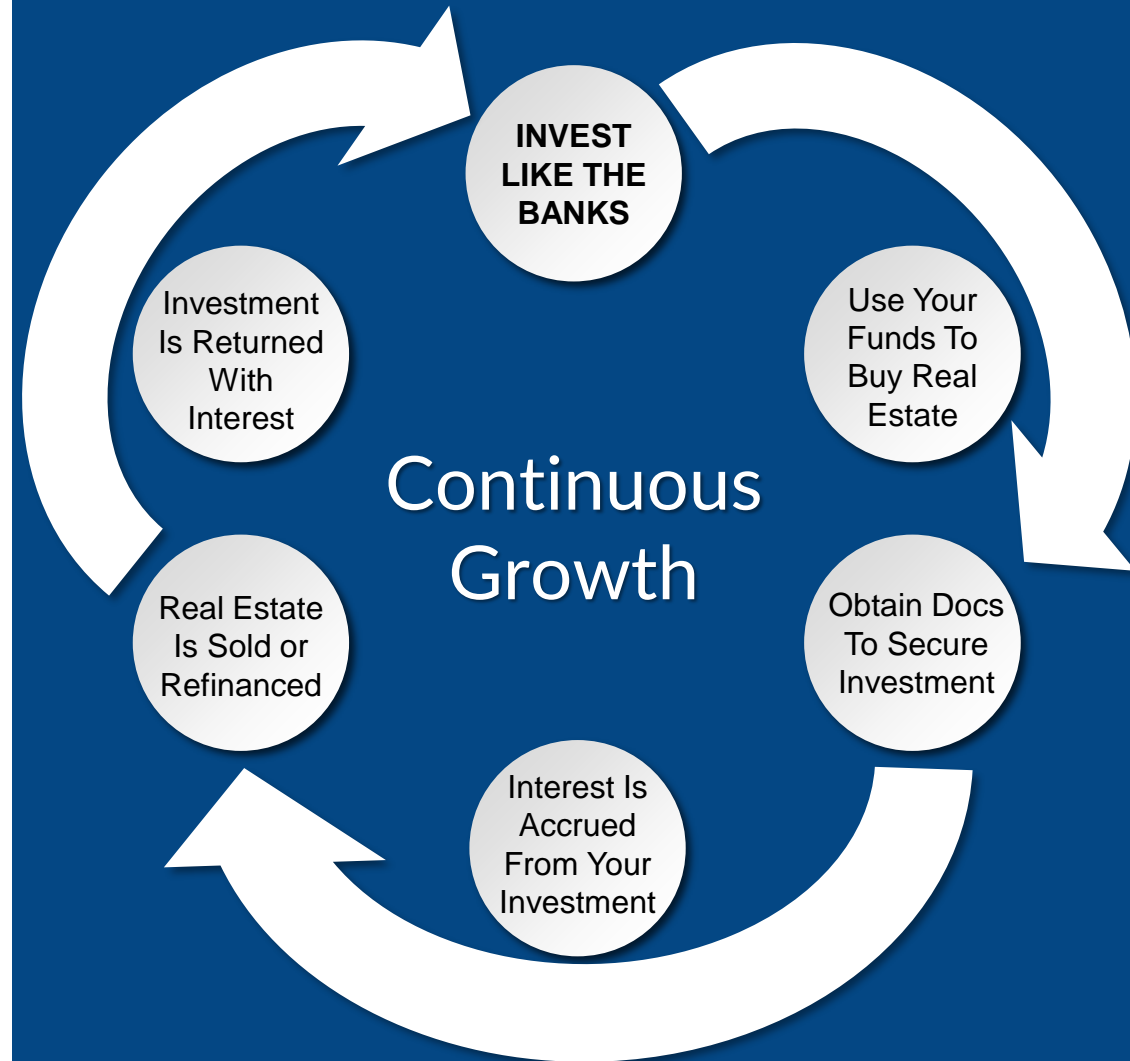 INVEST
LIKE THE
BANKS
Use Your
Funds To
Buy Real
Estate
Obtain Docs
To Secure
Investment
Interest Is
Accrued
From Your
Investment
Real Estate
Is Sold or
Refinanced
Investment
Is Returned
With
Interest
Continuous
Growth